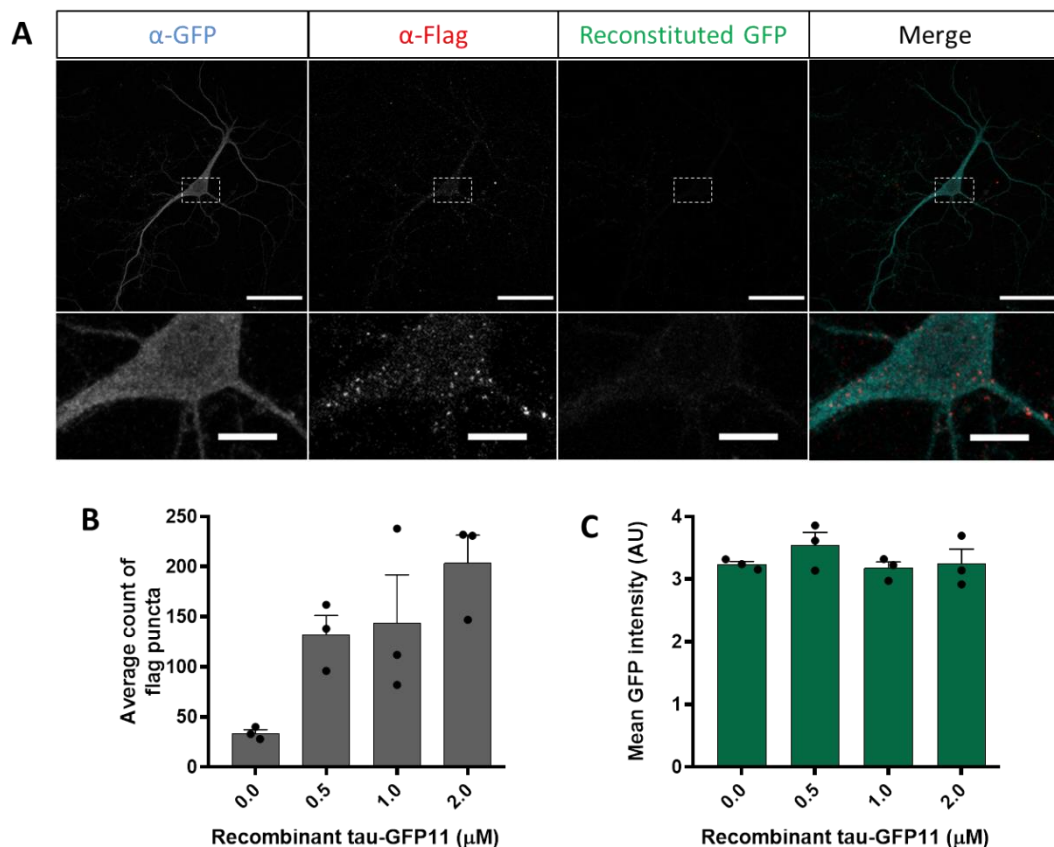 A
α-GFP
α-Flag
Reconstituted GFP
Merge
B
Average count of
flag puncta
250
200
150
100
50
0
0.0
0.5
1.0
2.0
Recombinant tau-GFP11 (μM)
C
Mean GFP intensity (AU)
4
3
2
1
0
0.0
0.5
1.0
2.0
Recombinant tau-GFP11 (μM)